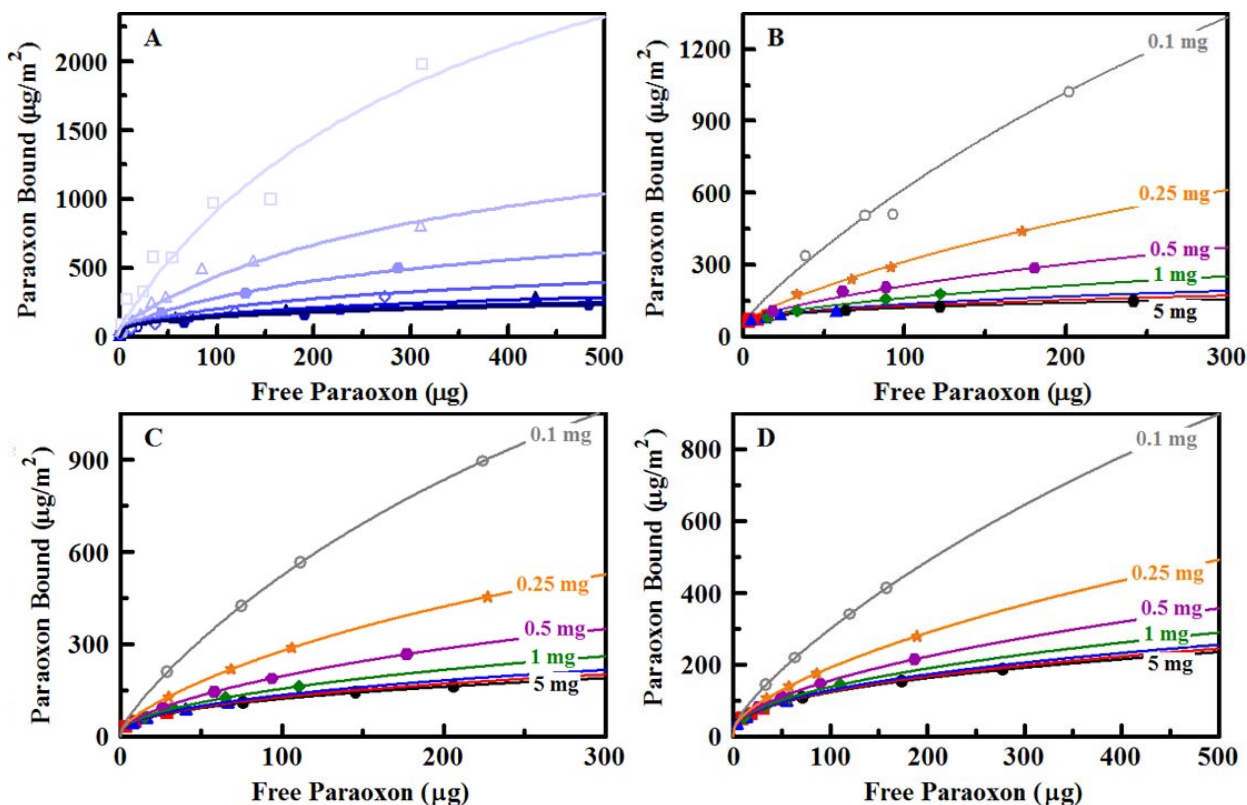 A
2000
1500
1000
500
0
0 100 200 300 400 500
Paraoxon Bound (μg/m²)
Free Paraoxon (μg)
B
1200
900
600
300
0
0 100 200 300
Paraoxon Bound (μg/m²)
Free Paraoxon (μg)
0.1 mg
0.25 mg
0.5 mg
1 mg
5 mg
C
900
600
300
0
0 100 200 300
Paraoxon Bound (μg/m²)
Free Paraoxon (μg)
0.1 mg
0.25 mg
0.5 mg
1 mg
5 mg
D
800
600
400
200
0
0 100 200 300 400 500
Paraoxon Bound (μg/m²)
Free Paraoxon (μg)
0.1 mg
0.25 mg
0.5 mg
1 mg
5 mg